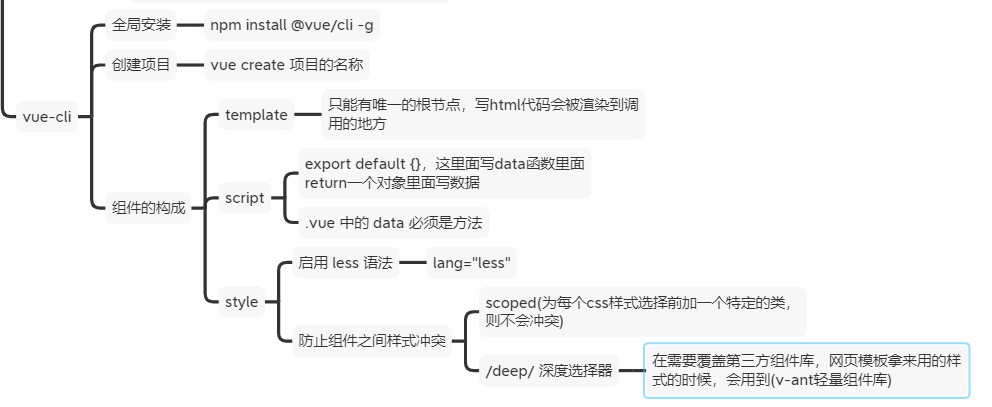 全局安装
npm install @vue/cli -g
创建项目
vue create 项目的名称
vue-cli
组件的构成
template
只能有唯一的根节点，写html代码会被渲染到调
用的地方
script
export default {}，这里面写data函数里面
return一个对象里面写数据
.vue 中的 data 必须是方法
style
启用 less 语法
lang="less"
防止组件之间样式冲突
scoped(为每个css样式选择前加一个特定的类，
则不会冲突)
/deep/ 深度选择器
在需要覆盖第三方组件库，网页模板拿来用的样
式的时候，会用到(v-ant轻量组件库)